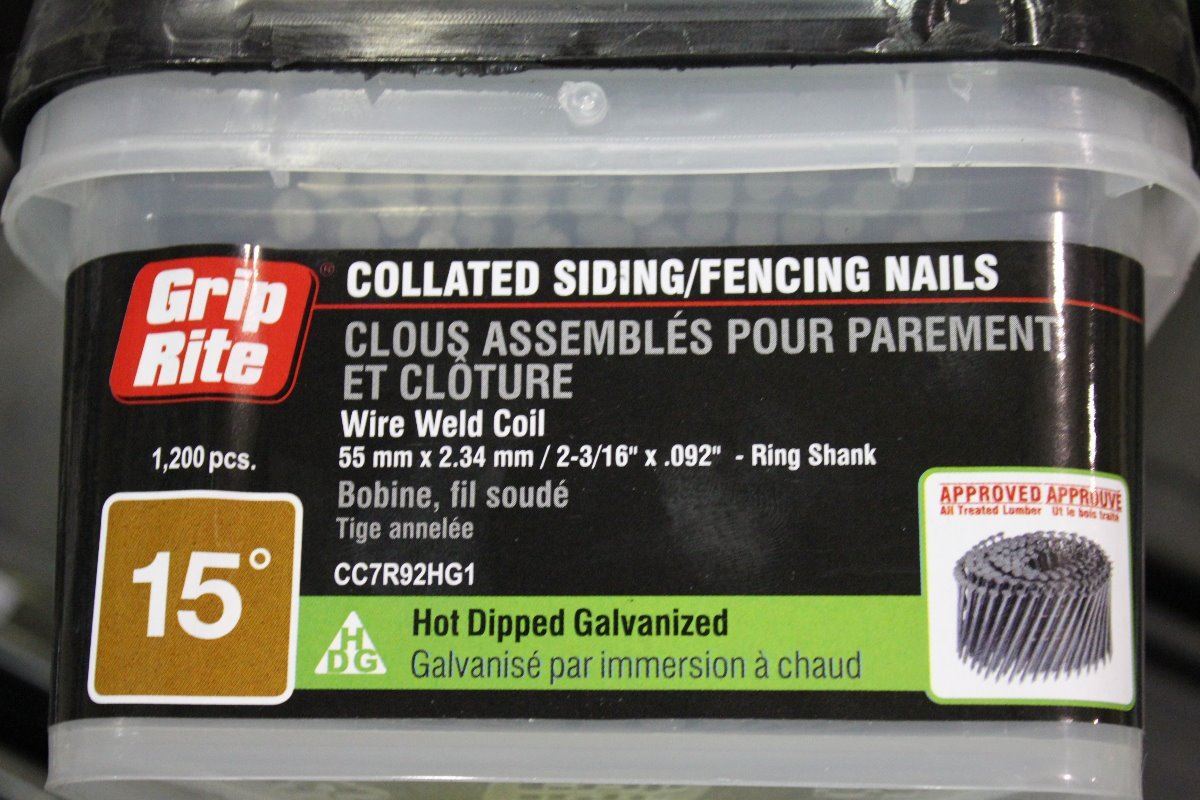 Grip
Rite
®
COLLATED SIDING/FENCING NAILS
CLOUS ASSEMBLÉS POUR PAREMENT
ET CLÔTURE
Wire Weld Coil
1,200 pcs.
55 mm x 2.34 mm / 2-3/16" x .092" - Ring Shank
Bobine, fil soudé
Tige annelée
CC7R92HG1
15°
H
DG
Hot Dipped Galvanized
Galvanisé par immersion à chaud
APPROVED APPROUVE
All Treated Lumber Ut le bois traité